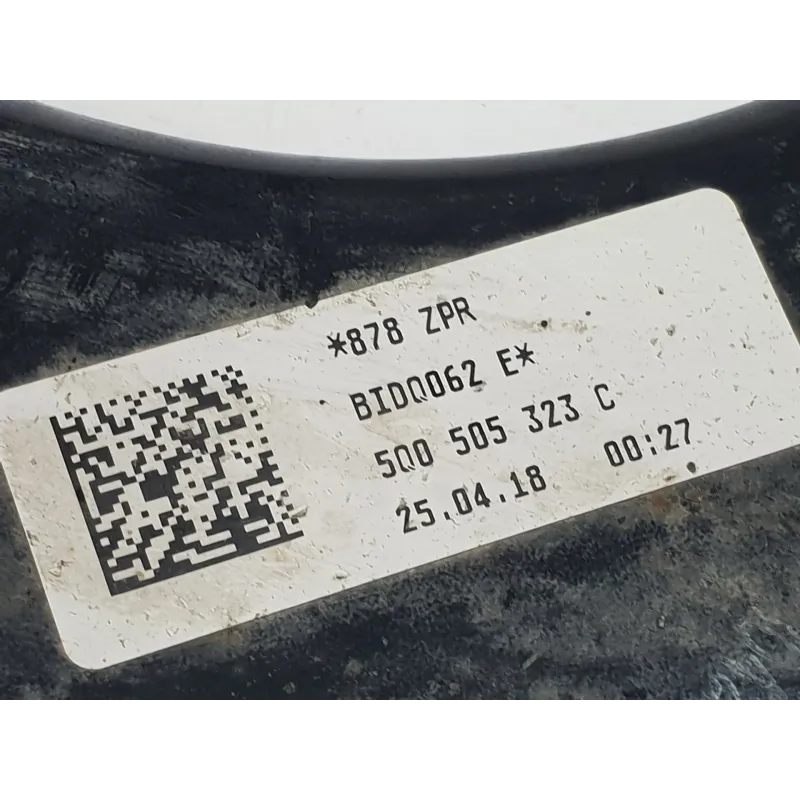 *878 ZPR
BIDQ062 E*
5Q0 505 323 C
25.04.18 00:27